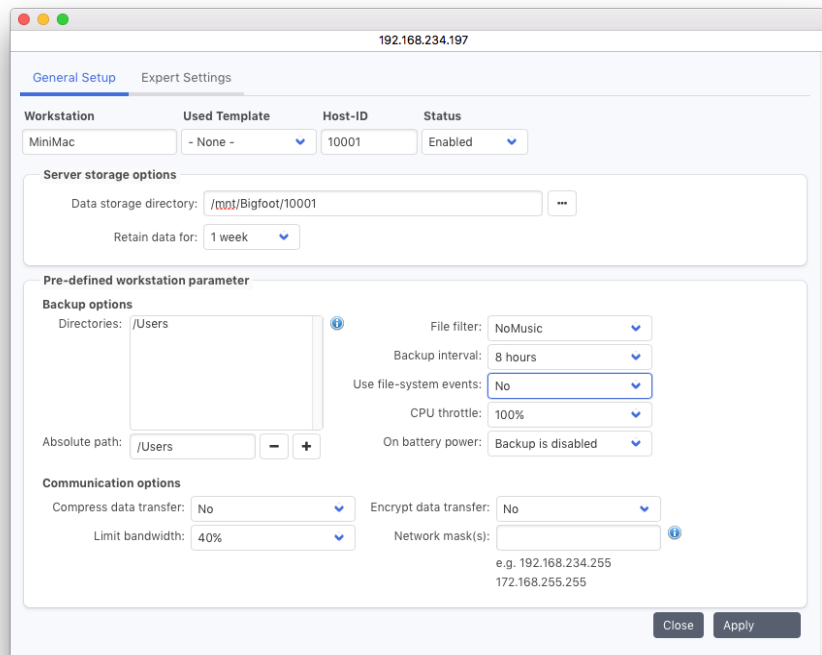 192.168.234.197
General Setup Expert Settings
Workstation Used Template Host-ID Status
MiniMac - None - 10001 Enabled
Server storage options
Data storage directory: /mnt/Bigfoot/10001 ...
Retain data for: 1 week
Pre-defined workstation parameter
Backup options
Directories: /Users
File filter: NoMusic
Backup interval: 8 hours
Use file-system events: No
CPU throttle: 100%
Absolute path: /Users - +
On battery power: Backup is disabled
Communication options
Compress data transfer: No Encrypt data transfer: No
Limit bandwidth: 40% Network mask(s):
e.g. 192.168.234.255
172.168.255.255
Close Apply